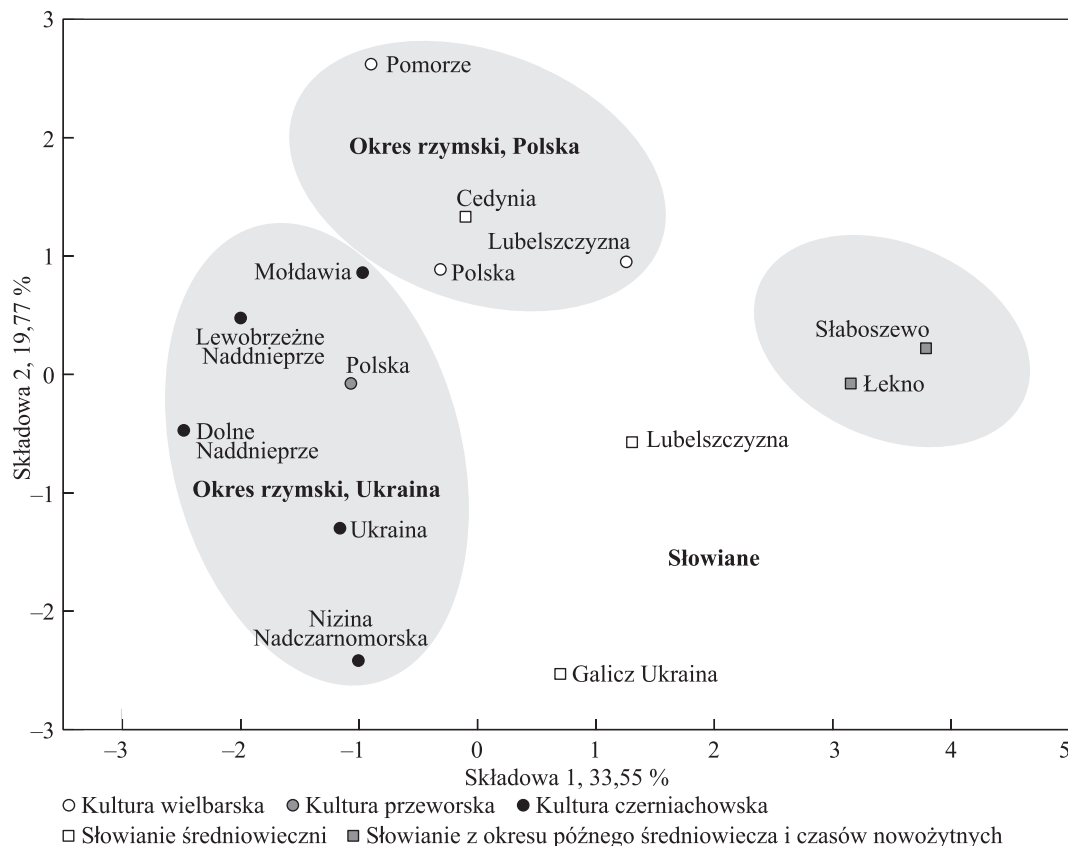 3
Pomorze
2
Okres rzymski, Polska
Cedynia
Lubelszczyzna
1
Mołdawia
Polska
Lewobrzeżne
Naddnieprze
Słaboszewo
0
Polska
Łekno
Dolne
Naddnieprze
Lubelszczyzna
–1
Okres rzymski, Ukraina
Ukraina
Słowiane
–2
Nizina
Nadczarnomorska
Galicz Ukraina
–3
Składowa 2, 19,77 %
–3 –2 –1 0 1 2 3 4 5
Składowa 1, 33,55 %
Kultura wielbarska Kultura przeworska Kultura czerniachowska
Słowianie średniowieczni Słowianie z okresu późnego średniowiecza i czasów nowożytnych